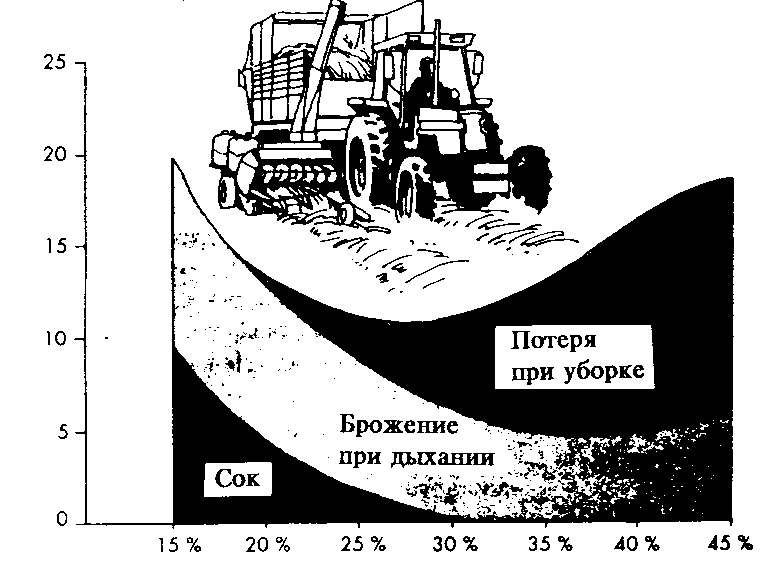 25
20
15
10
5
0
Потеря
при уборке
Брожение
при дыхании
Сок
15 % 20 % 25 % 30 % 35 % 40 % 45 %